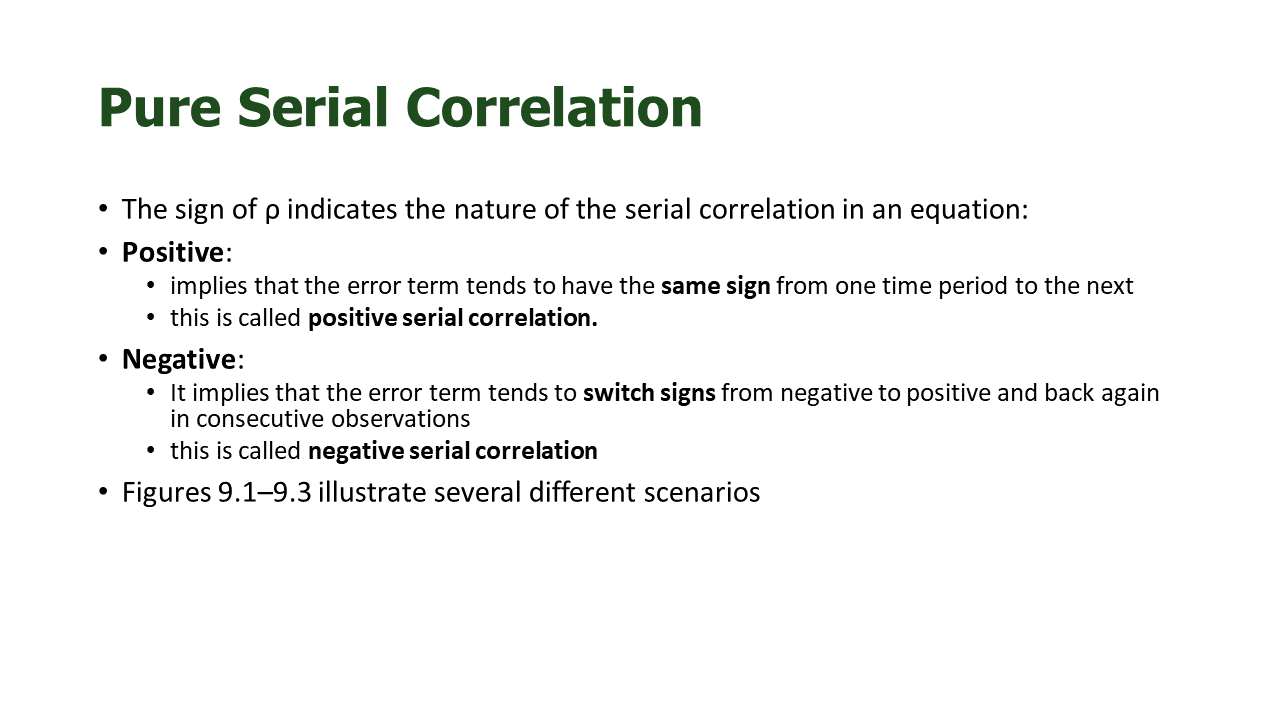 Pure Serial Correlation
• The sign of ρ indicates the nature of the serial correlation in an equation:
• Positive:
• implies that the error term tends to have the same sign from one time period to the next
• this is called positive serial correlation.
• Negative:
• It implies that the error term tends to switch signs from negative to positive and back again
in consecutive observations
• this is called negative serial correlation
• Figures 9.1–9.3 illustrate several different scenarios